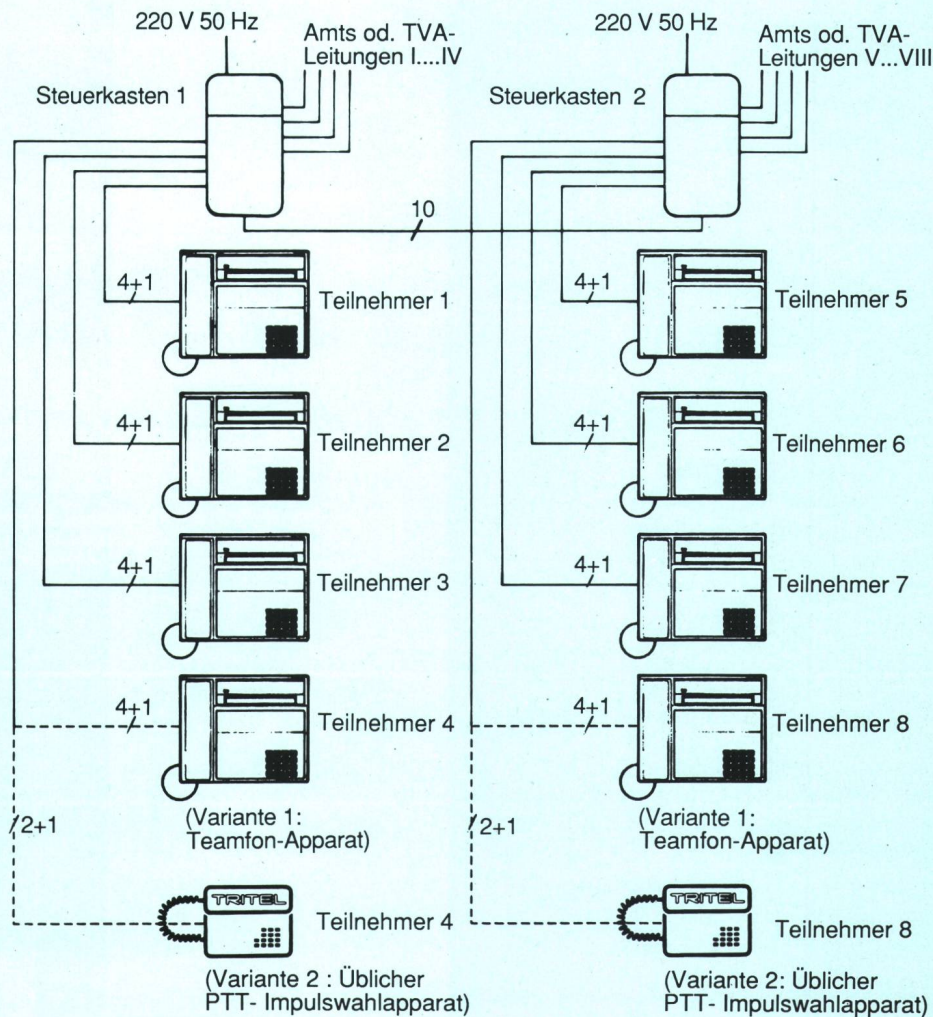 220 V 50 Hz
Amts od. TVA-
Leitungen I....IV
Steuerkasten 1
220 V 50 Hz
Amts od. TVA-
Leitungen V...VIII
Steuerkasten 2
10
4+1
Teilnehmer 1
4+1
Teilnehmer 5
4+1
Teilnehmer 2
4+1
Teilnehmer 6
4+1
Teilnehmer 3
4+1
Teilnehmer 7
4+1
Teilnehmer 4
4+1
Teilnehmer 8
(Variante 1:
Teamfon-Apparat)
(Variante 1:
Teamfon-Apparat)
2+1
2+1
TRITEL
Teilnehmer 4
TRITEL
Teilnehmer 8
(Variante 2 : Üblicher
PTT- Impulswahlapparat)
(Variante 2: Üblicher
PTT- Impulswahlapparat)